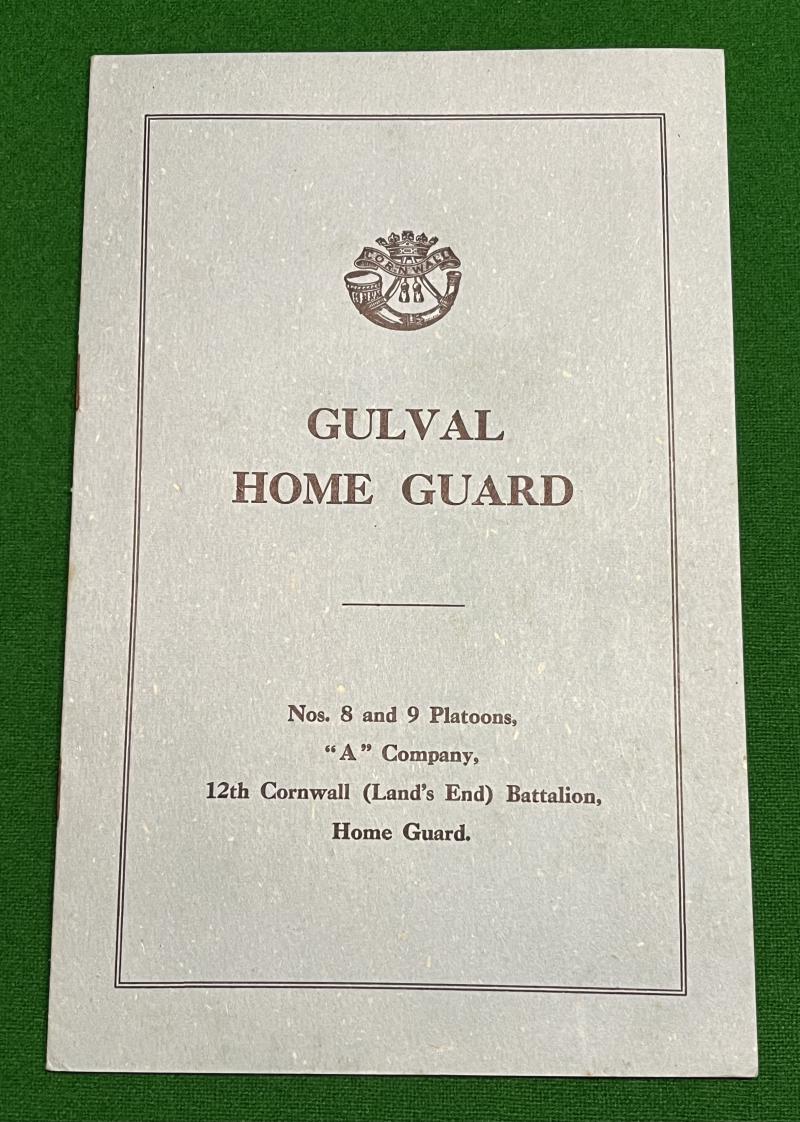 CORNWALL
GULVAL
HOME GUARD
Nos. 8 and 9 Platoons,
“A” Company,
12th Cornwall (Land’s End) Battalion,
Home Guard.